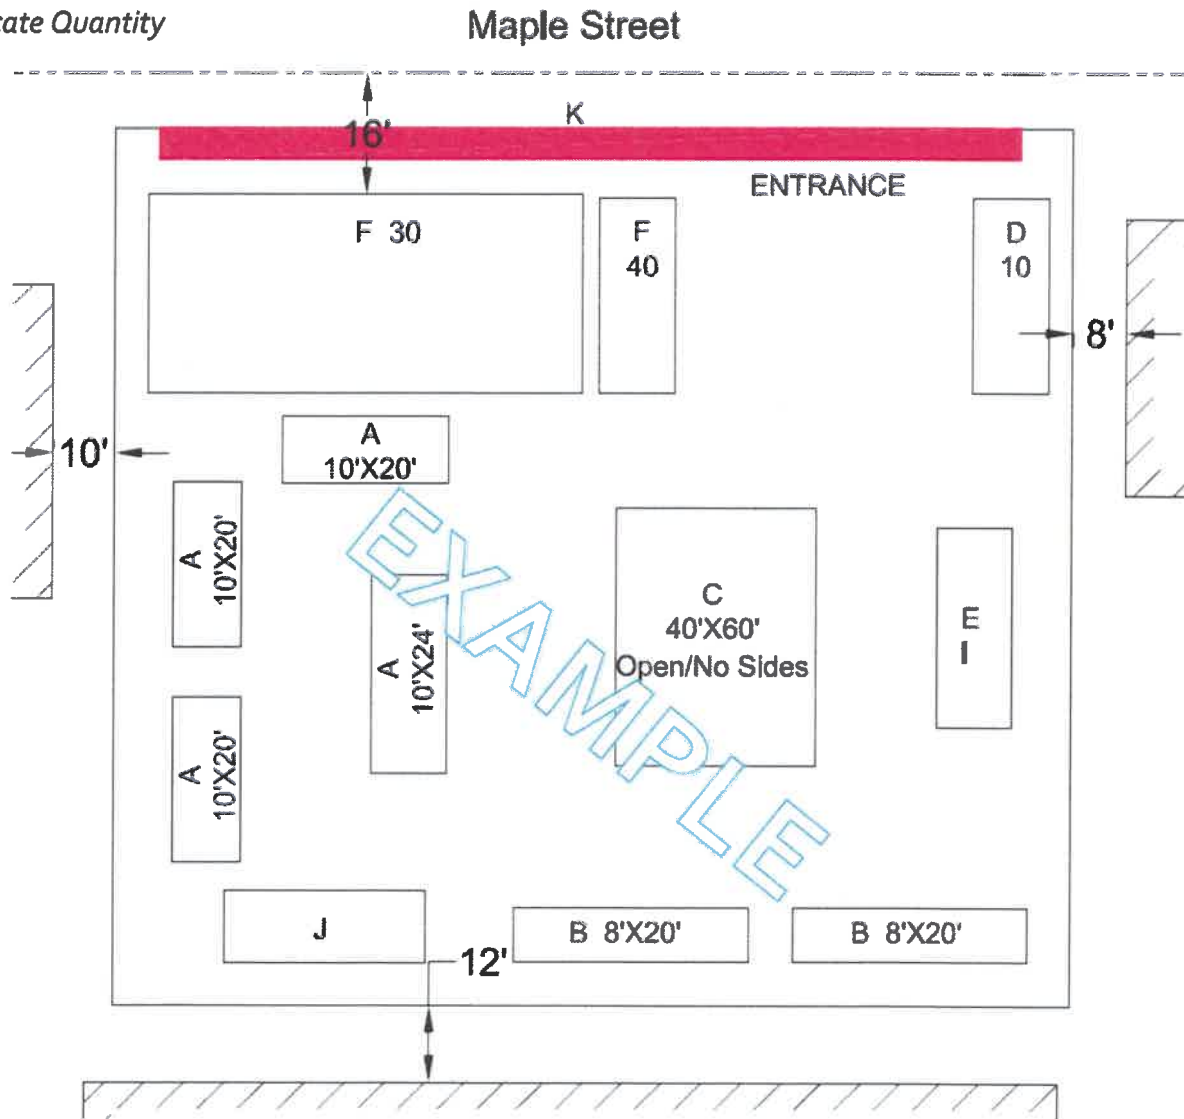 cate Quantity
Maple Street
K
16'
ENTRANCE
F 30
F
40
D
10
8'
10'
A
10'X20'
A
10'X20'
A
10'X24'
C
40'X60'
Open/No Sides
E
I
A
10'X20'
EXAMPLE
J
B 8'X20'
B 8'X20'
12'